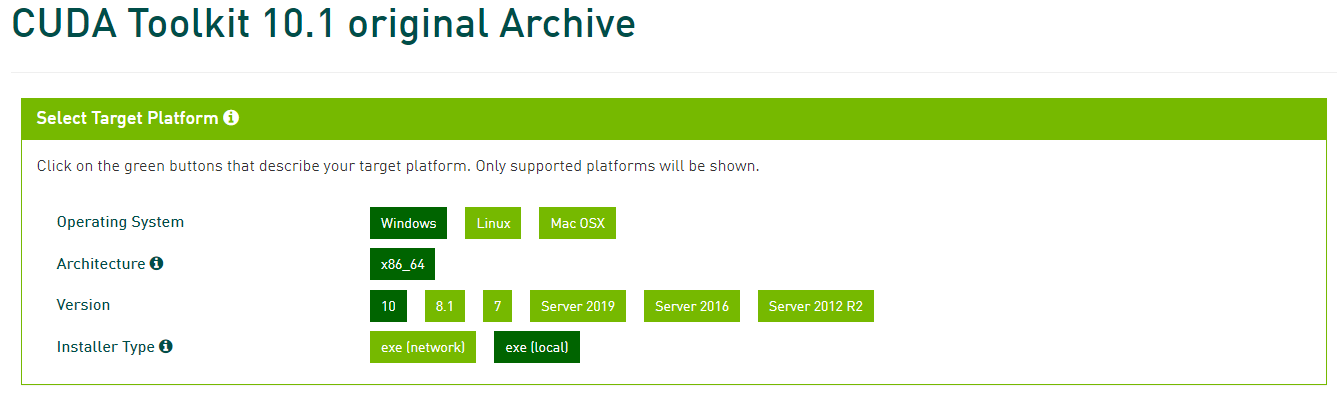 CUDA Toolkit 10.1 original Archive
Select Target Platform
Click on the green buttons that describe your target platform. Only supported platforms will be shown.
Operating System Windows Linux Mac OSX
Architecture x86_64
Version 10 8.1 7 Server 2019 Server 2016 Server 2012 R2
Installer Type exe (network) exe (local)